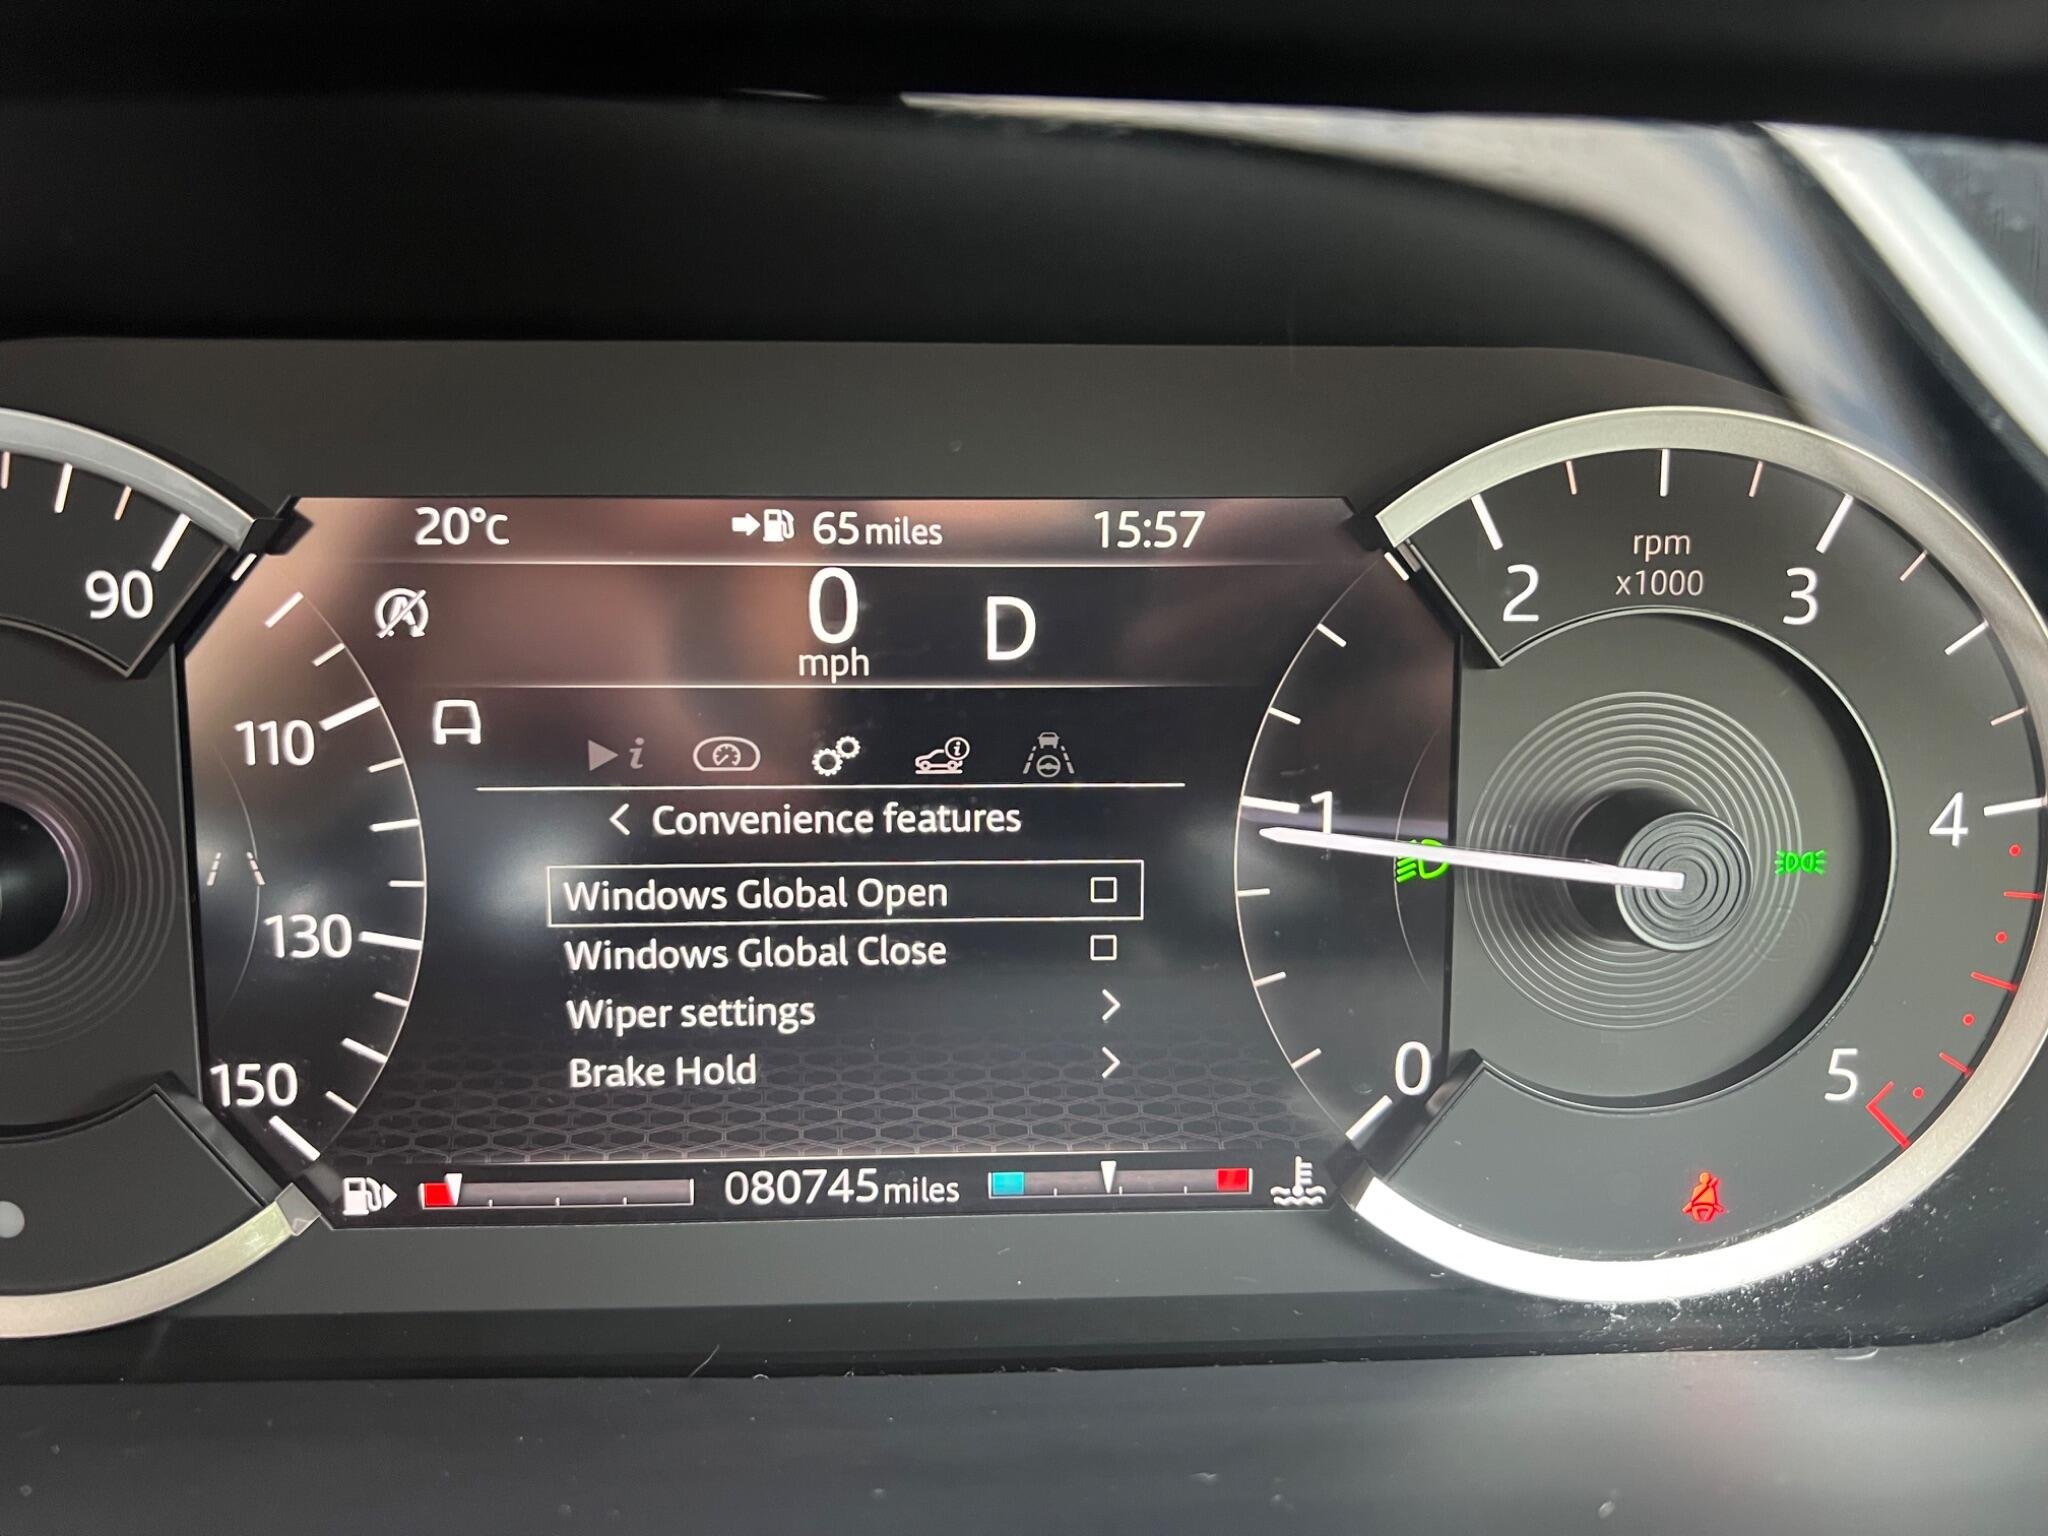 20°C 65 miles 15:57
0 D
mph
< Convenience features
Windows Global Open
Windows Global Close
Wiper settings >
Brake Hold >
080745 miles
90
110
130
150
rpm
x1000
0
1
2
3
4
5